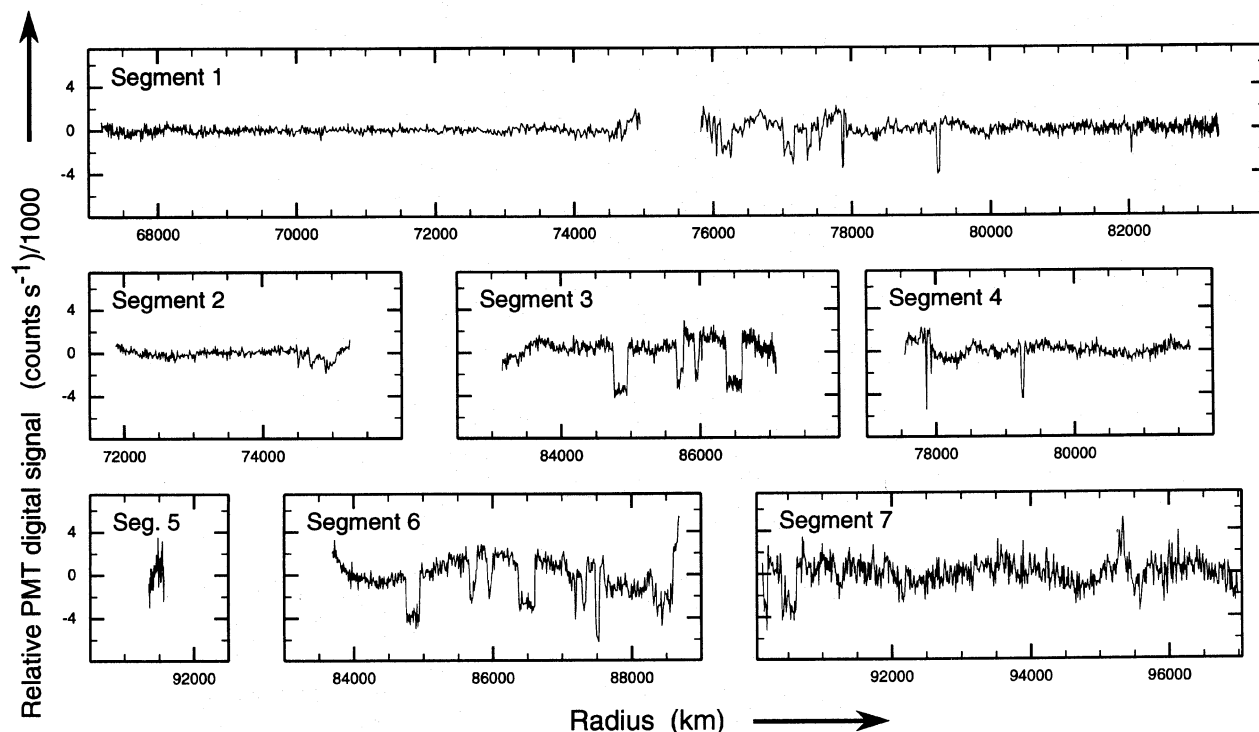 Relative PMT digital signal (counts s⁻¹)/1000
Segment 1
4
0
-4
68000 70000 72000 74000 76000 78000 80000 82000
Segment 2
4
0
-4
72000 74000
Segment 3
84000 86000
Segment 4
78000 80000
Seg. 5
4
0
-4
92000
Segment 6
84000 86000 88000
Segment 7
92000 94000 96000
Radius (km)